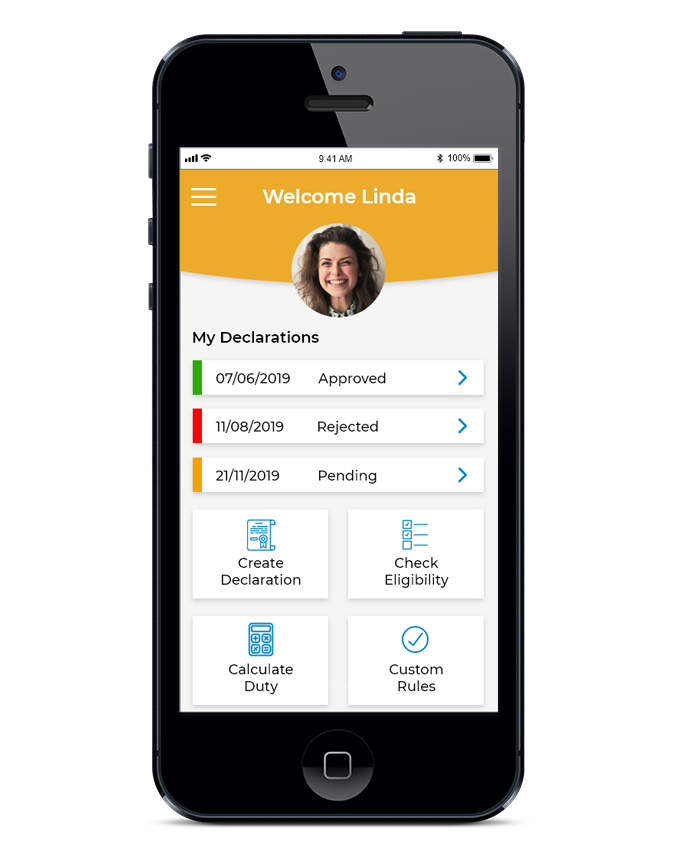 9:41 AM
100%
Welcome Linda
My Declarations
07/06/2019 Approved
11/08/2019 Rejected
21/11/2019 Pending
Create
Declaration
Check
Eligibility
Calculate
Duty
Custom
Rules